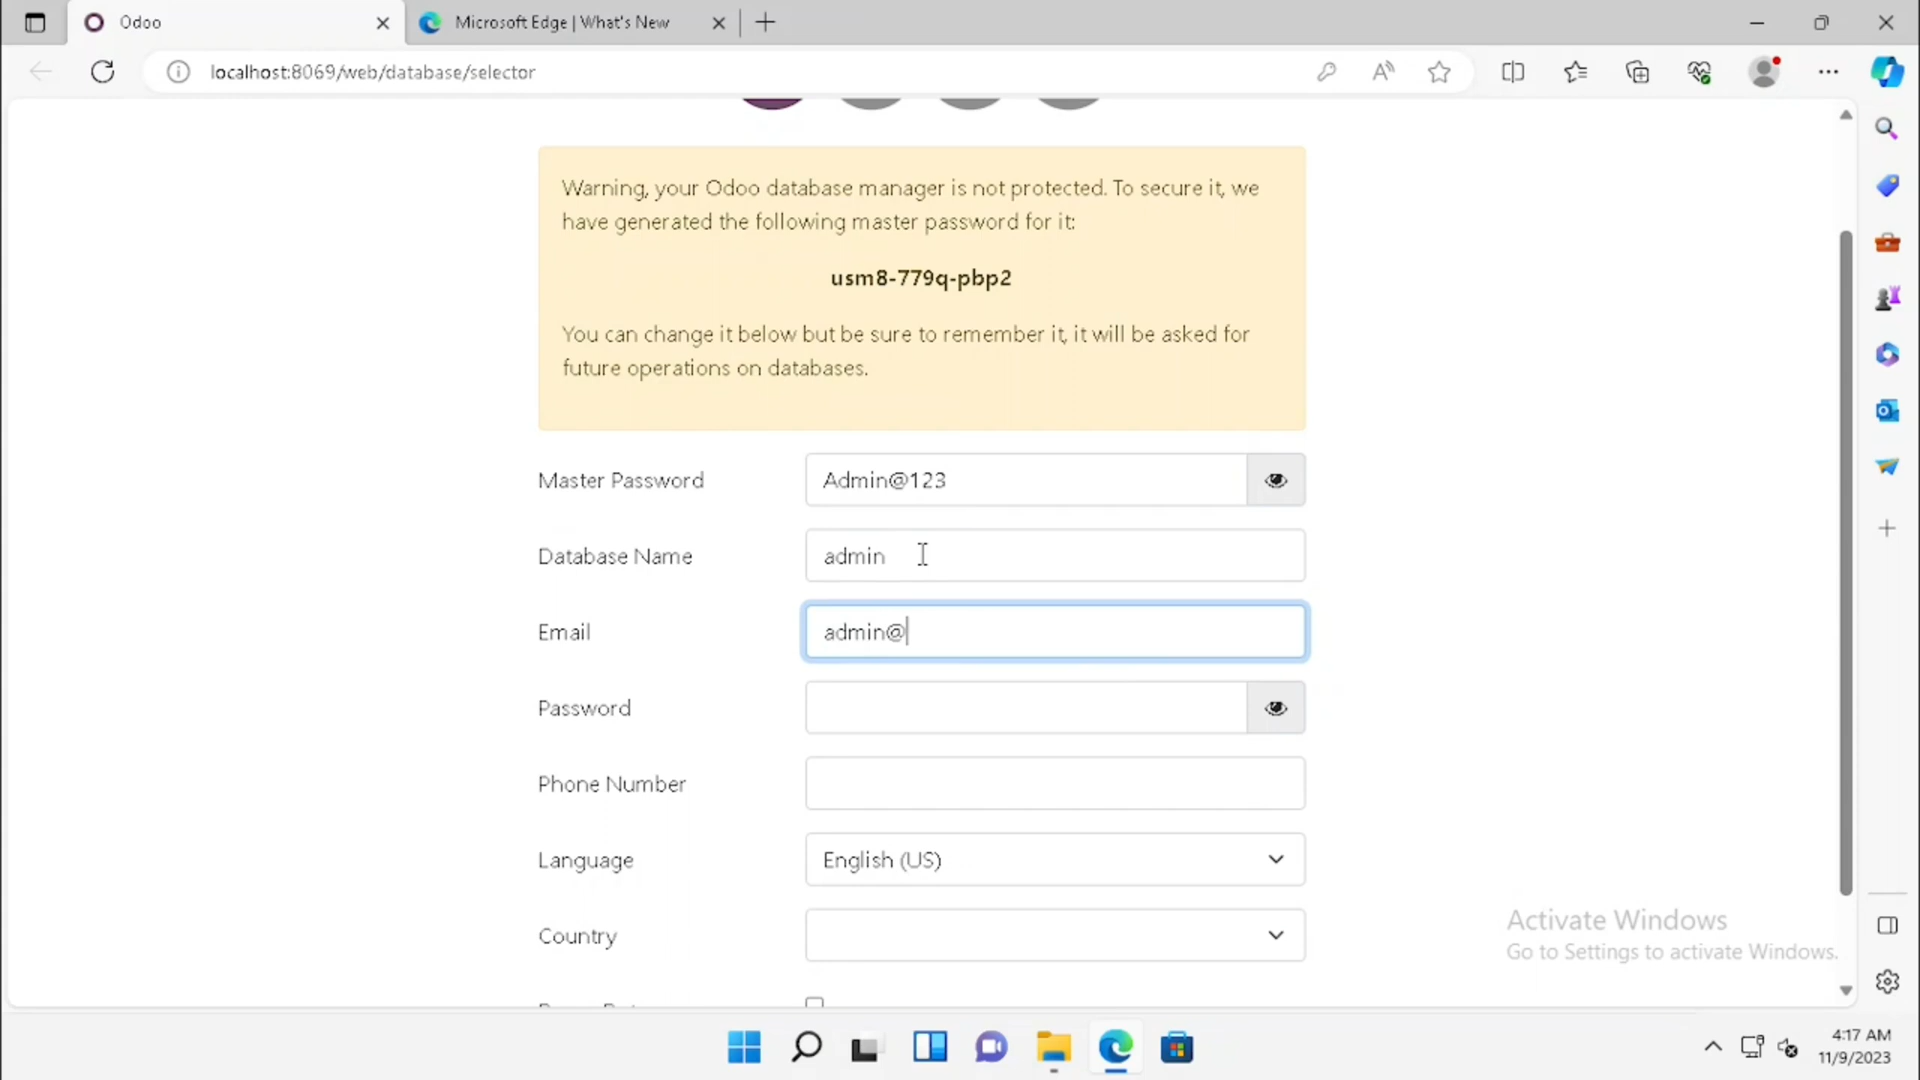 Odoo
Microsoft Edge | What's New
localhost:8069/web/database/selector
Warning, your Odoo database manager is not protected. To secure it, we
have generated the following master password for it:
usm8-779q-pbp2
You can change it below but be sure to remember it, it will be asked for
future operations on databases.
Master Password
Admin@123
Database Name
admin
Email
admin@
Password
Phone Number
Language
English (US)
Country
Activate Windows
Go to Settings to activate Windows.
4:17 AM
11/9/2023